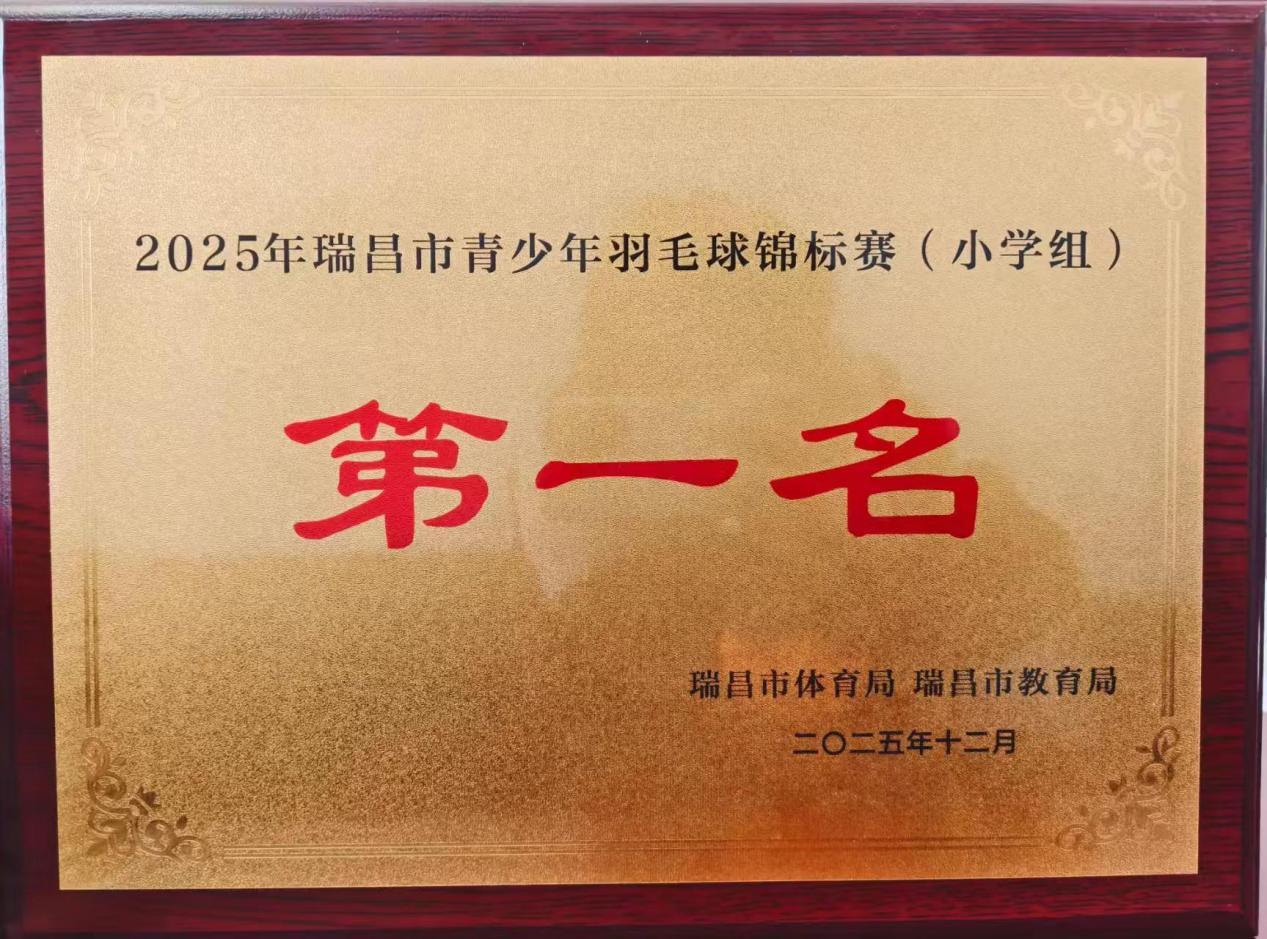 2025年瑞昌市青少年羽毛球锦标赛（小学组）
第一名
瑞昌市体育局 瑞昌市教育局
二〇二五年十二月